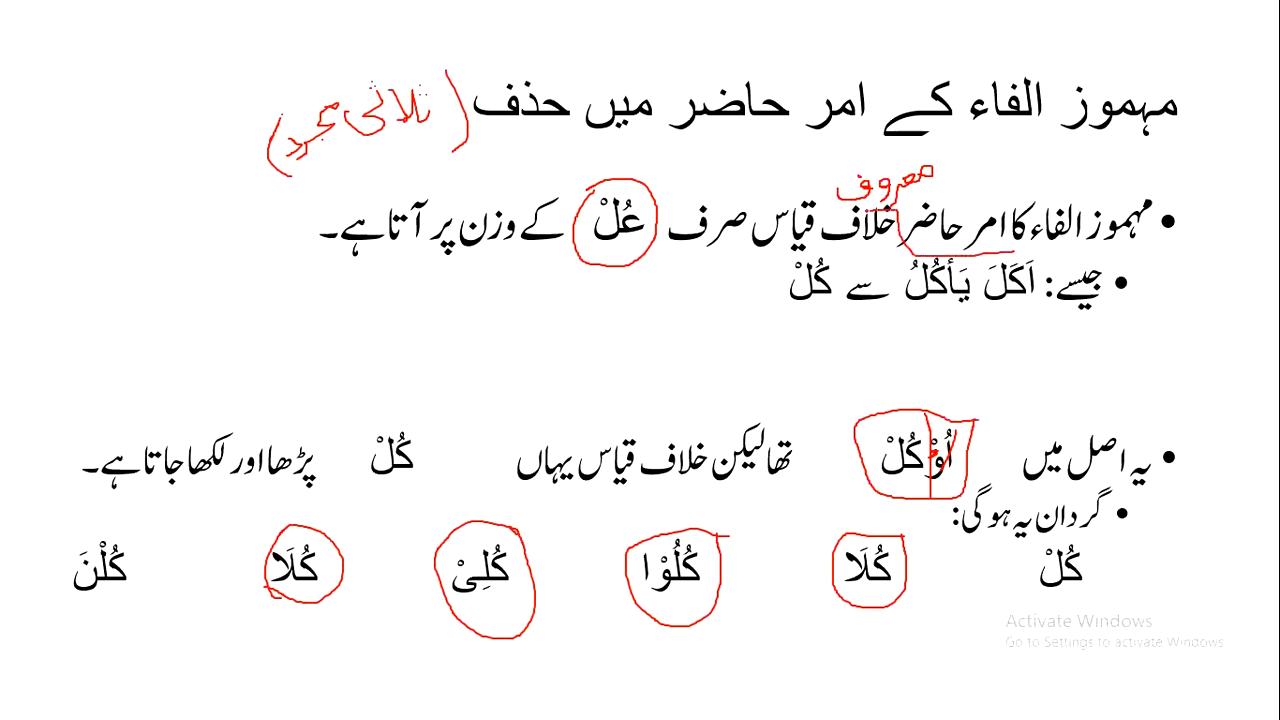 مہموز الفاء کے امر حاضر میں حذف (ثلاثی مجرد)
معروف
• مہموز الفاء کا امر حاضر خلاف قیاس صرف عُلْ کے وزن پر آتا ہے۔
• جیسے: اَکَلَ یَأکُلُ سے کُلْ
• یہ اصل میں اُوْکُلْ تھا لیکن خلاف قیاس یہاں کُلْ پڑھا اور لکھا جاتا ہے۔
• گردان یہ ہوگی:
کُلْ کُلَا کُلُوْا کُلِیْ کُلَا کُلْنَ
Activate Windows
Go to Settings to activate Windows